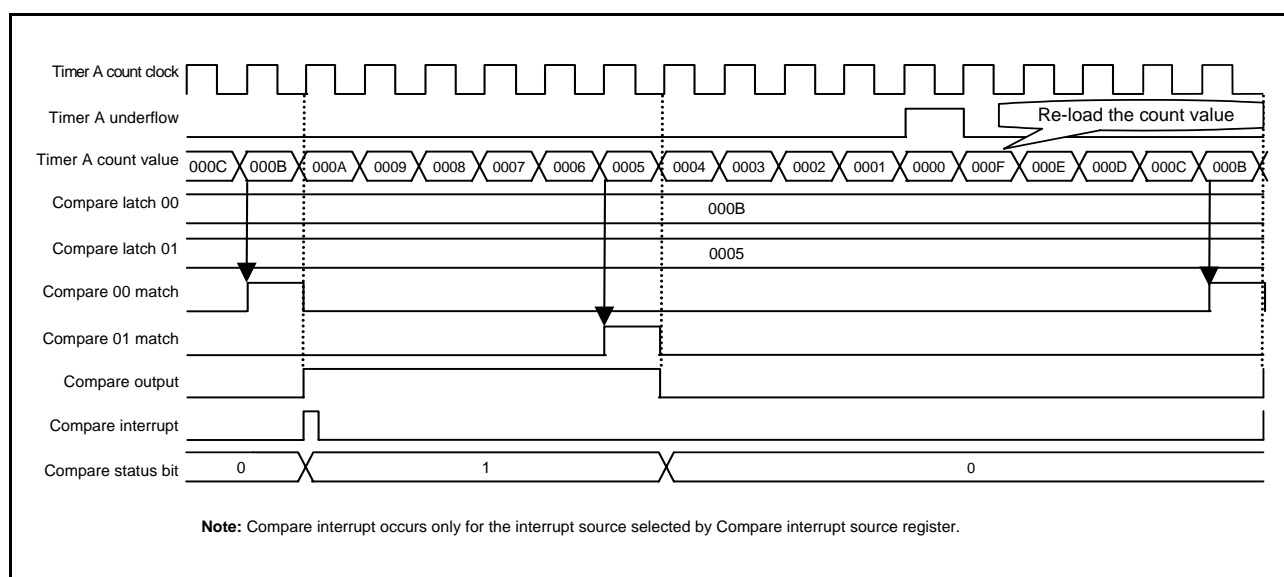 Timer A count clock
Timer A underflow
Re-load the count value
Timer A count value
000C 000B 000A 0009 0008 0007 0006 0005 0004 0003 0002 0001 0000 000F 000E 000D 000C 000B
Compare latch 00
000B
Compare latch 01
0005
Compare 00 match
Compare 01 match
Compare output
Compare interrupt
Compare status bit
0 1 0
Note: Compare interrupt occurs only for the interrupt source selected by Compare interrupt source register.